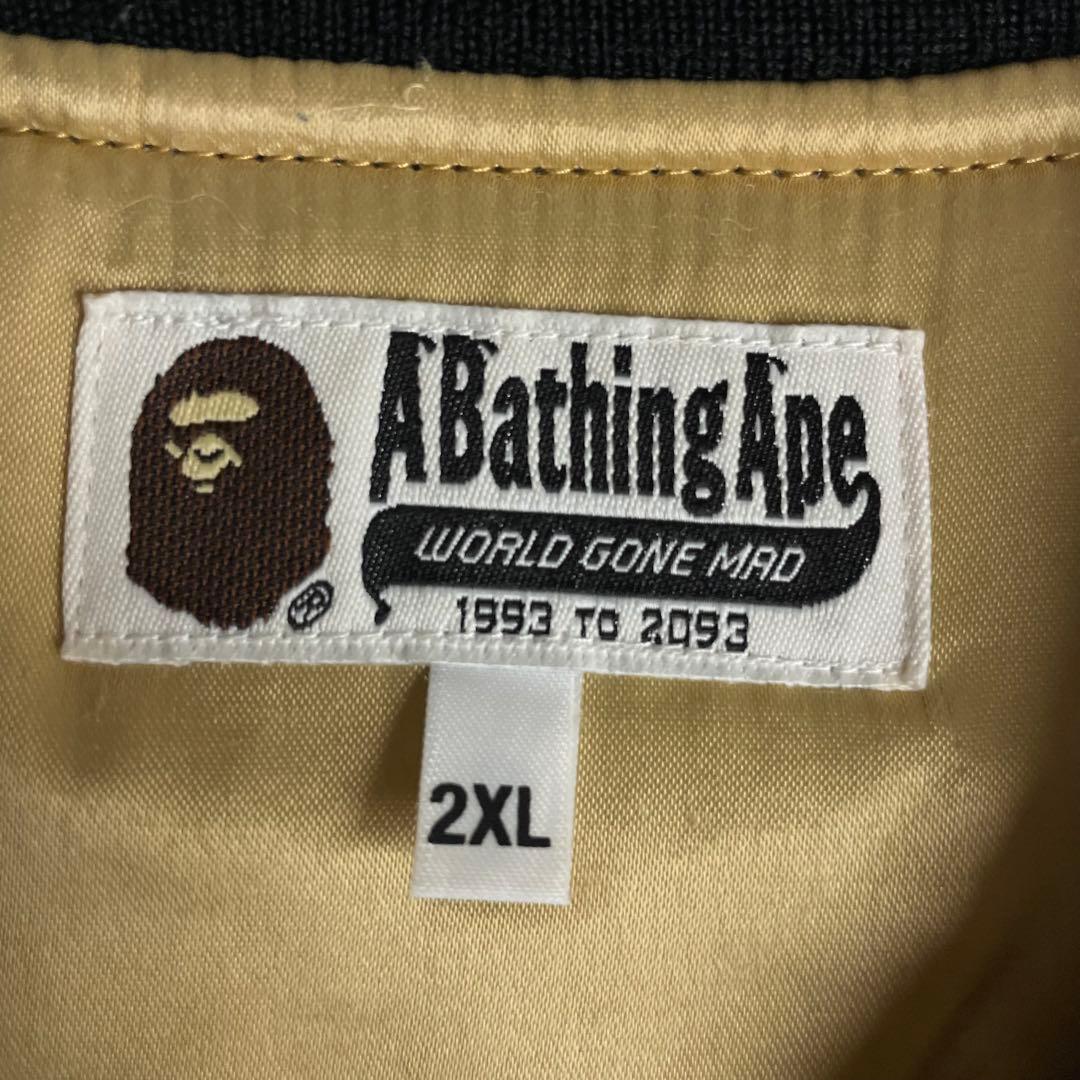 A Bathing Ape
WORLD GONE MAD
1993 TO 2093
2XL